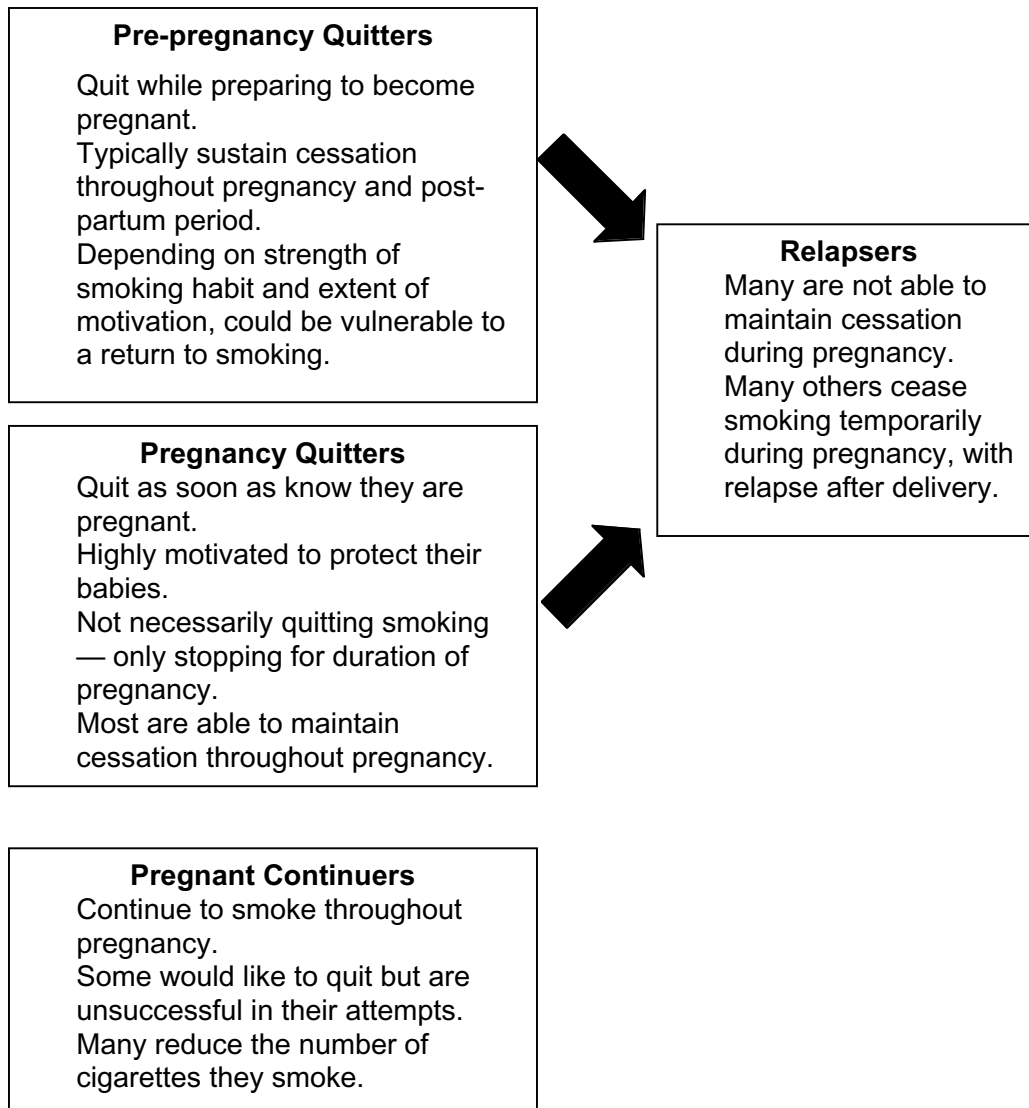 Pre-pregnancy Quitters
Quit while preparing to become
pregnant.
Typically sustain cessation
throughout pregnancy and post-
partum period.
Depending on strength of
smoking habit and extent of
motivation, could be vulnerable to
a return to smoking.
Pregnancy Quitters
Quit as soon as know they are
pregnant.
Highly motivated to protect their
babies.
Not necessarily quitting smoking
— only stopping for duration of
pregnancy.
Most are able to maintain
cessation throughout pregnancy.
Pregnant Continuers
Continue to smoke throughout
pregnancy.
Some would like to quit but are
unsuccessful in their attempts.
Many reduce the number of
cigarettes they smoke.
Relapsers
Many are not able to
maintain cessation
during pregnancy.
Many others cease
smoking temporarily
during pregnancy, with
relapse after delivery.